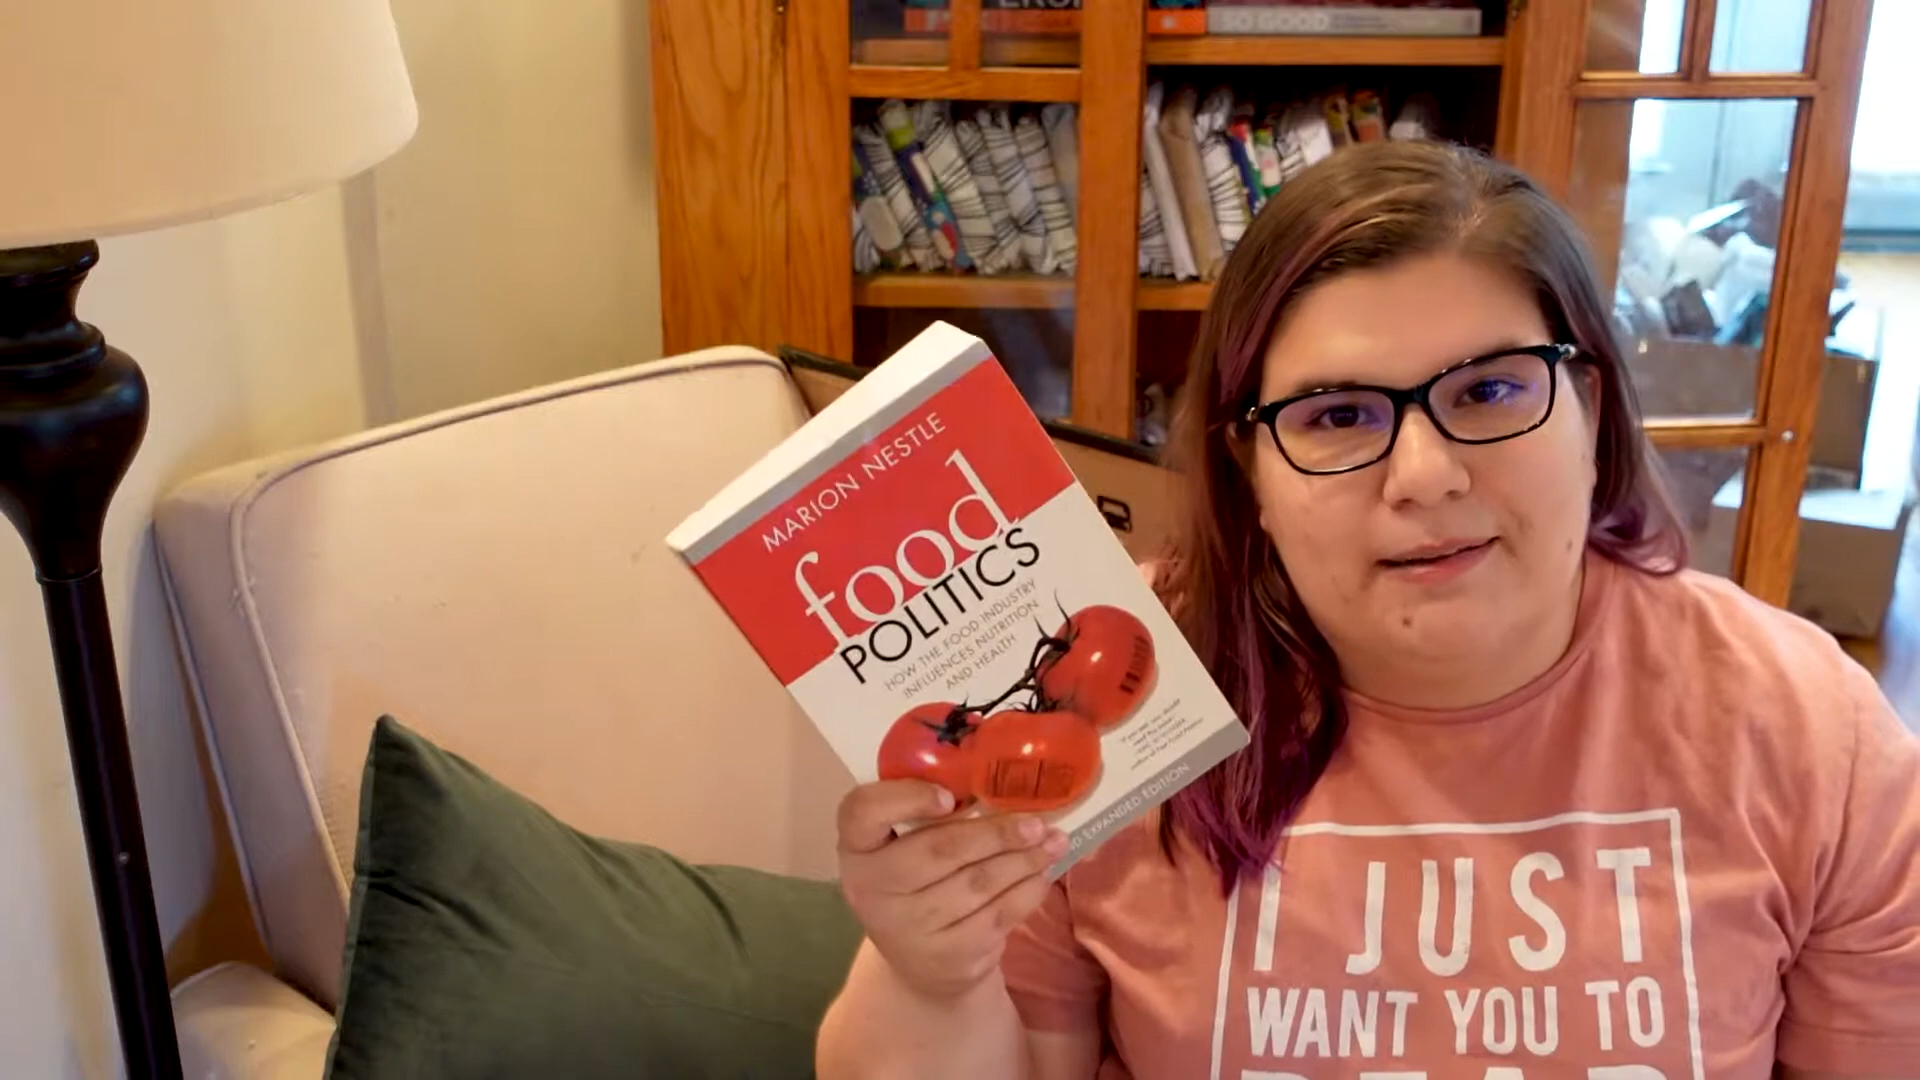 SO GOOD
MARION NESTLE
food
POLITICS
HOW THE FOOD INDUSTRY
INFLUENCES NUTRITION
AND HEALTH
EXPANDED EDITION
I JUST
WANT YOU TO
READ